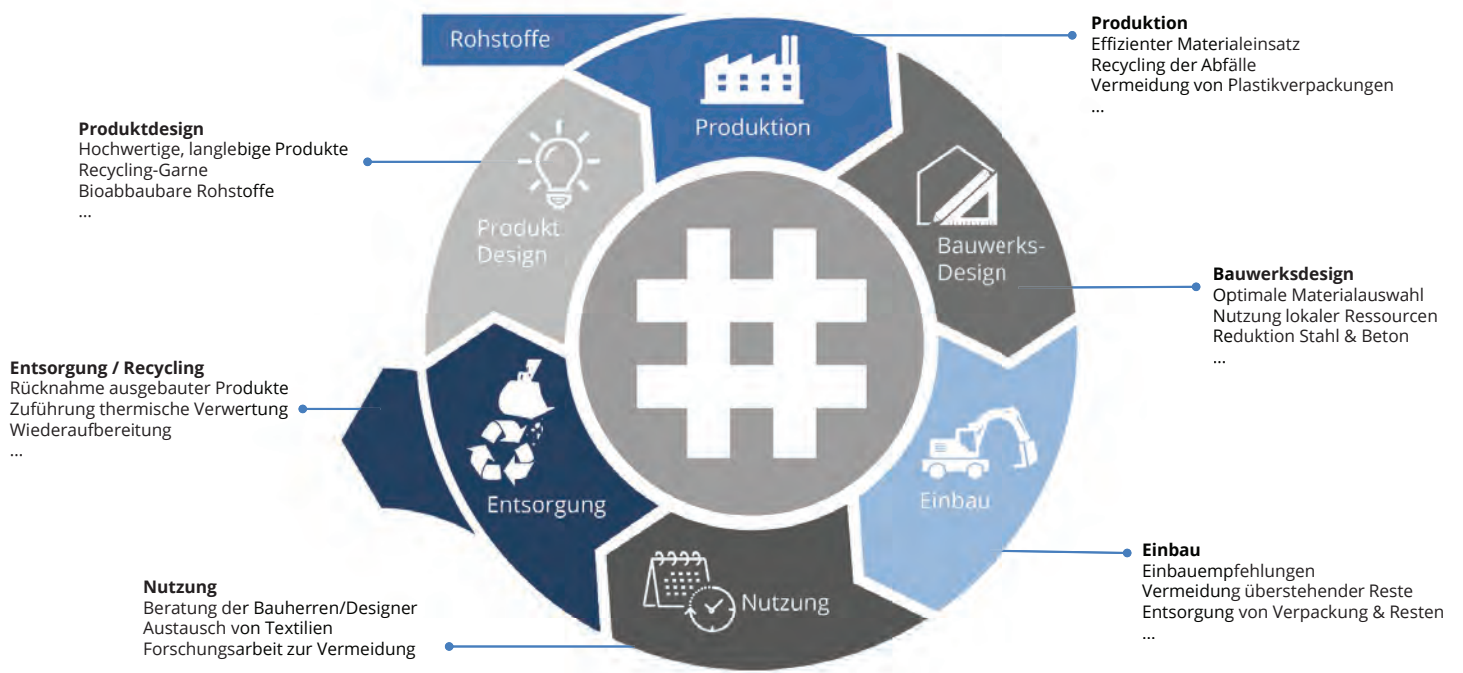 Rohstoffe
Produktion
Produktion
Effizienter Materialeinsatz
Recycling der Abfälle
Vermeidung von Plastikverpackungen
...
Produktdesign
Hochwertige, langlebige Produkte
Recycling-Garne
Bioabbaubare Rohstoffe
...
Produkt
Design
Bauwerks-
Design
Bauwerksdesign
Optimale Materialauswahl
Nutzung lokaler Ressourcen
Reduktion Stahl & Beton
...
#
Entsorgung / Recycling
Rücknahme ausgebauter Produkte
Zuführung thermische Verwertung
Wiederaufbereitung
...
Entsorgung
Einbau
Einbau
Einbauempfehlungen
Vermeidung überstehender Reste
Entsorgung von Verpackung & Resten
...
Nutzung
Nutzung
Beratung der Bauherren/Designer
Austausch von Textilien
Forschungsarbeit zur Vermeidung